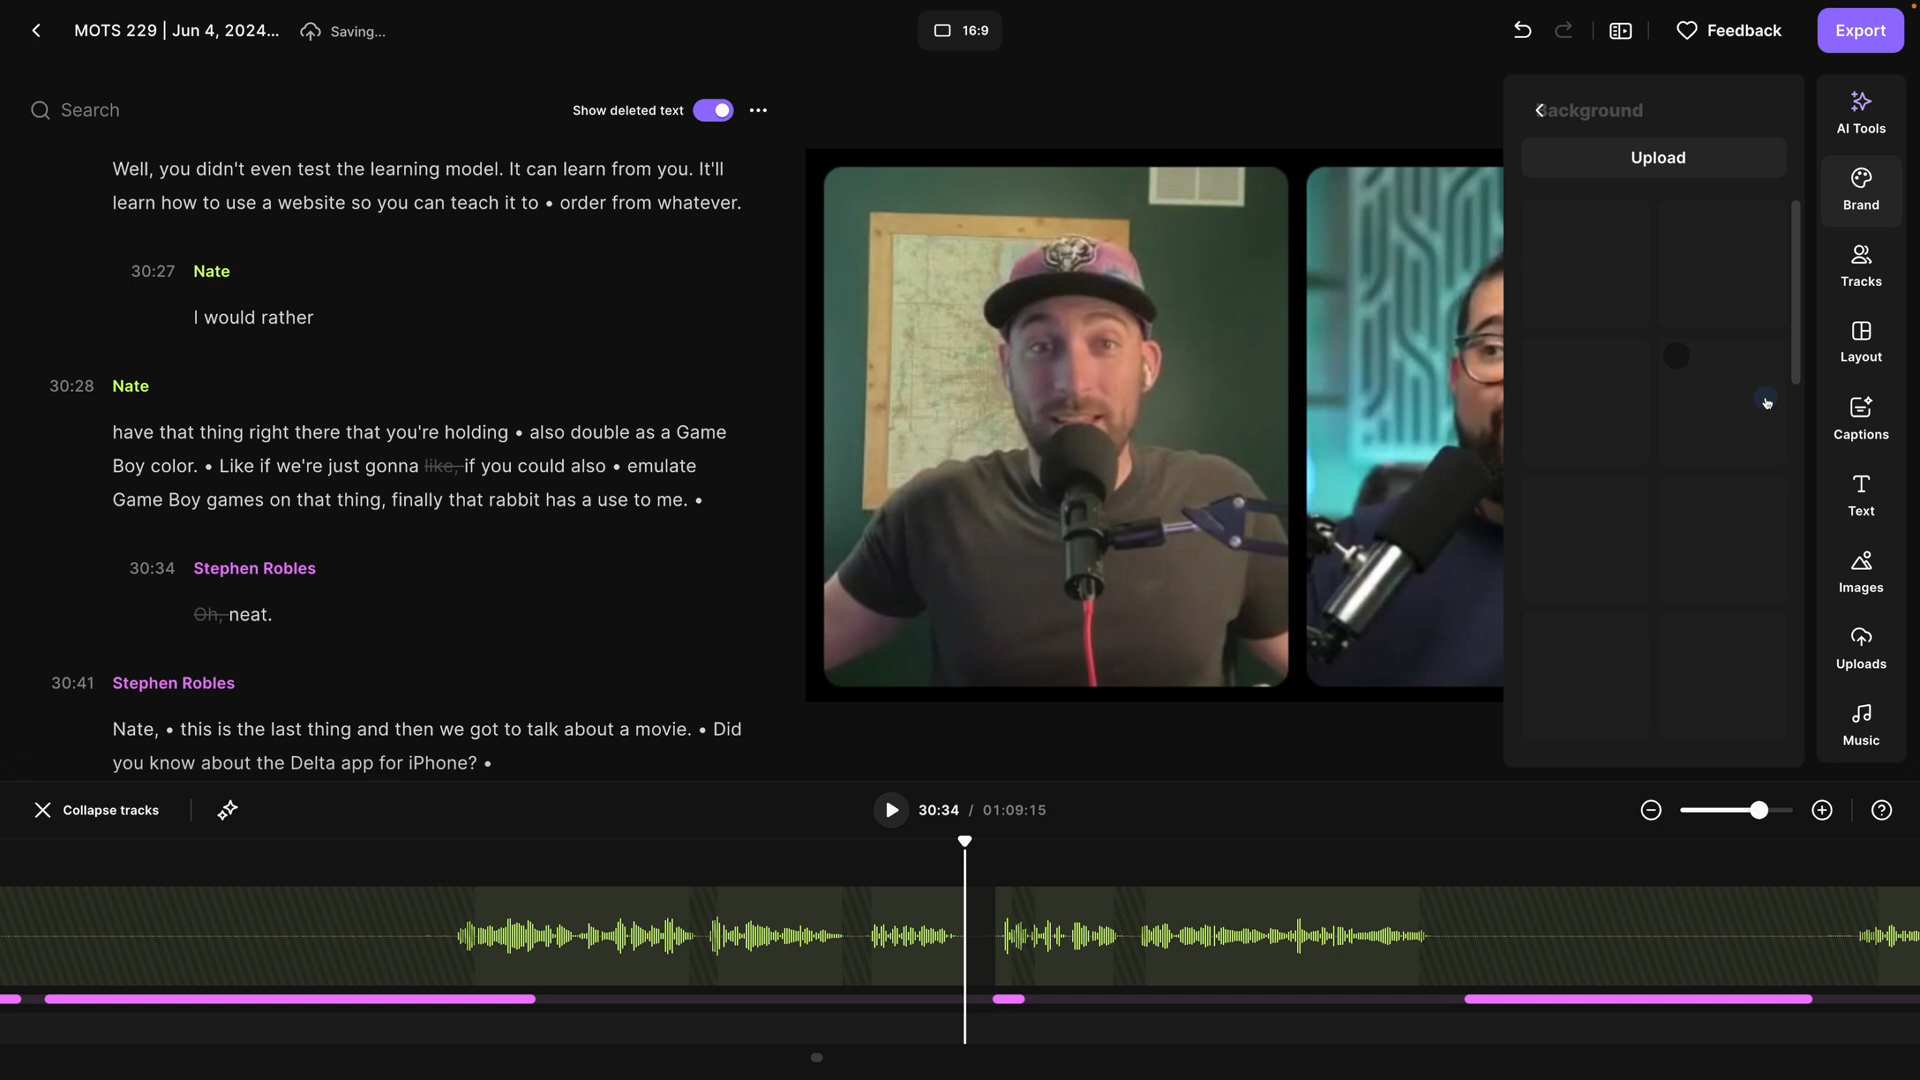 MOTS 229 | Jun 4, 2024...
Saving...
16:9
Feedback
Export
Search
Show deleted text
Well, you didn't even test the learning model. It can learn from you. It'll
learn how to use a website so you can teach it to • order from whatever.
30:27
Nate
I would rather
30:28
Nate
have that thing right there that you're holding • also double as a Game
Boy color. • Like if we're just gonna like, if you could also • emulate
Game Boy games on that thing, finally that rabbit has a use to me. •
30:34
Stephen Robles
Oh, neat.
30:41
Stephen Robles
Nate, • this is the last thing and then we got to talk about a movie. • Did
you know about the Delta app for iPhone? •
Background
Upload
AI Tools
Brand
Tracks
Layout
Captions
Text
Images
Uploads
Music
Collapse tracks
30:34 / 01:09:15